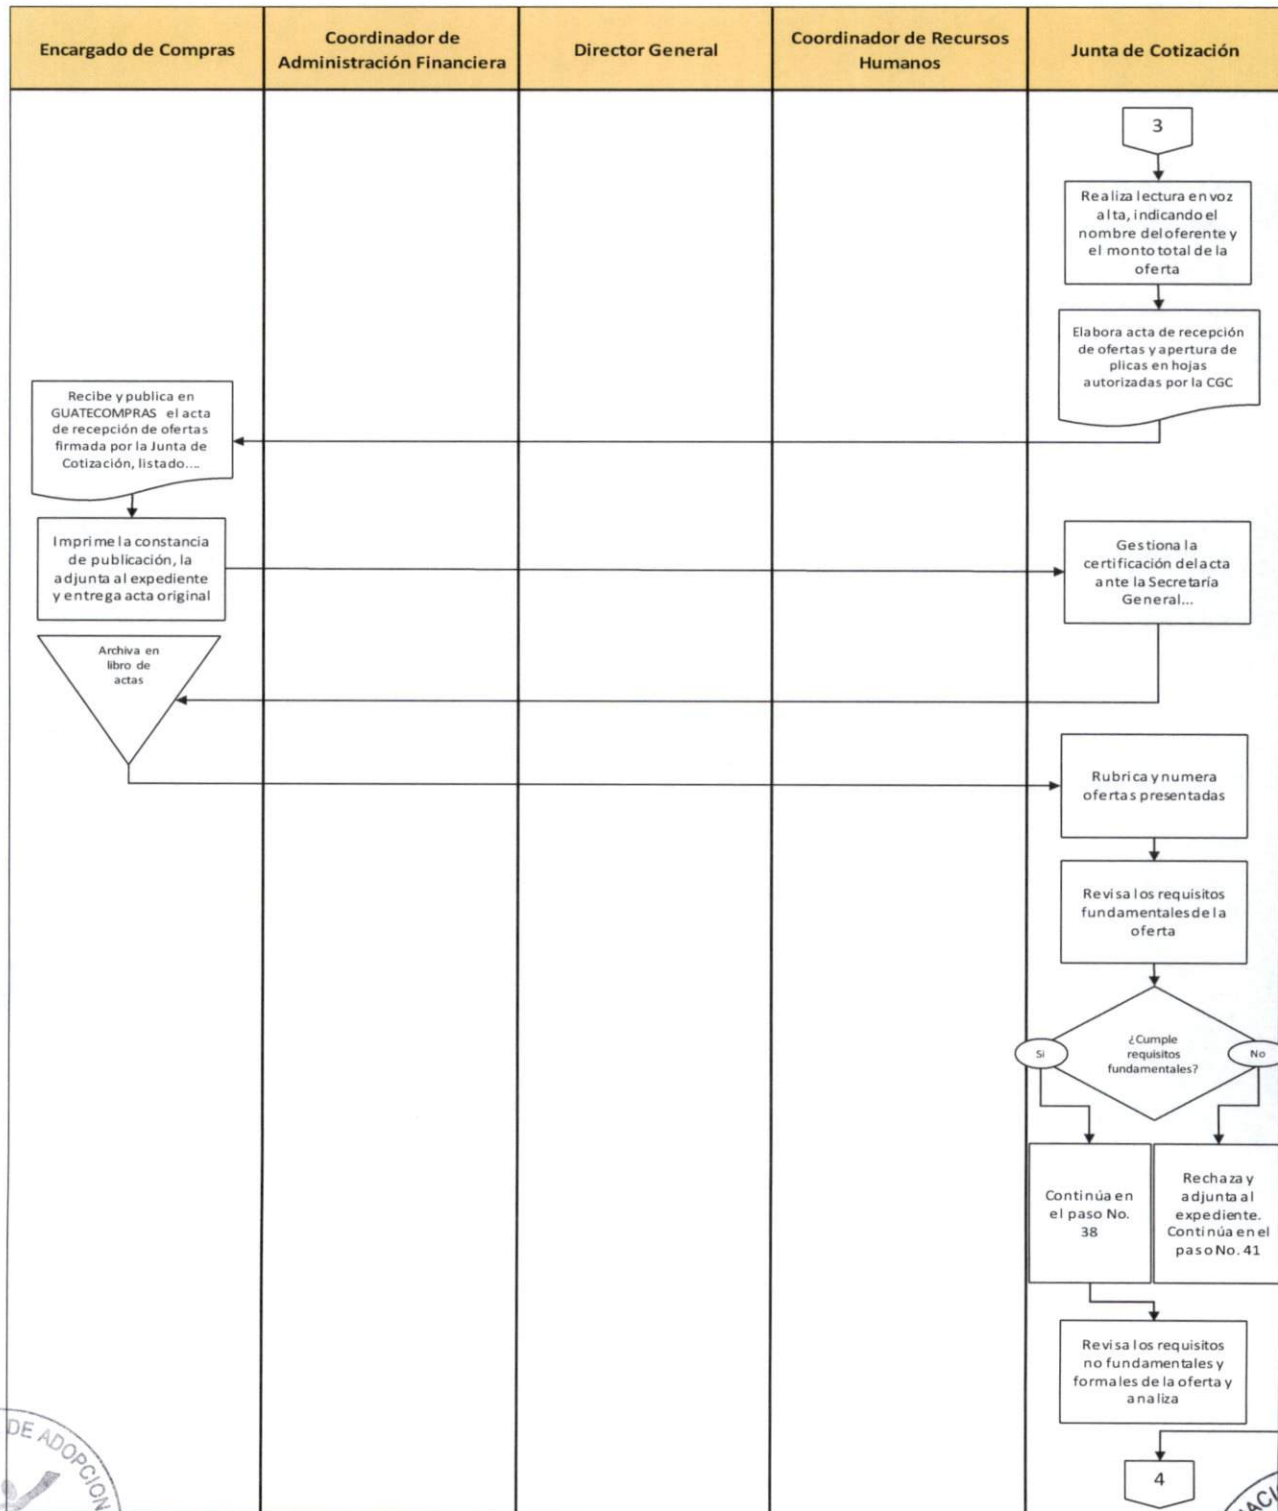 Encargado de Compras
Coordinador de
Administración Financiera
Director General
Coordinador de Recursos
Humanos
Junta de Cotización
3
Realiza lectura en voz
alta, indicando el
nombre del oferente y
el monto total de la
oferta
Elabora acta de recepción
de ofertas y apertura de
plicas en hojas
autorizadas por la CGC
Recibe y publica en
GUATECOMPRAS el acta
de recepción de ofertas
firmada por la Junta de
Cotización, listado....
Imprime la constancia
de publicación, la
adjunta al expediente
y entrega acta original
Gestiona la
certificación del acta
ante la Secretaría
General...
Archiva en
libro de
actas
Rubrica y numera
ofertas presentadas
Revisa los requisitos
fundamentales de la
oferta
¿Cumple
requisitos
fundamentales?
Si
No
Continúa en
el paso No.
38
Rechaza y
adjunta al
expediente.
Continúa en el
paso No. 41
Revisa los requisitos
no fundamentales y
formales de la oferta y
analiza
4
DE ADOPCION